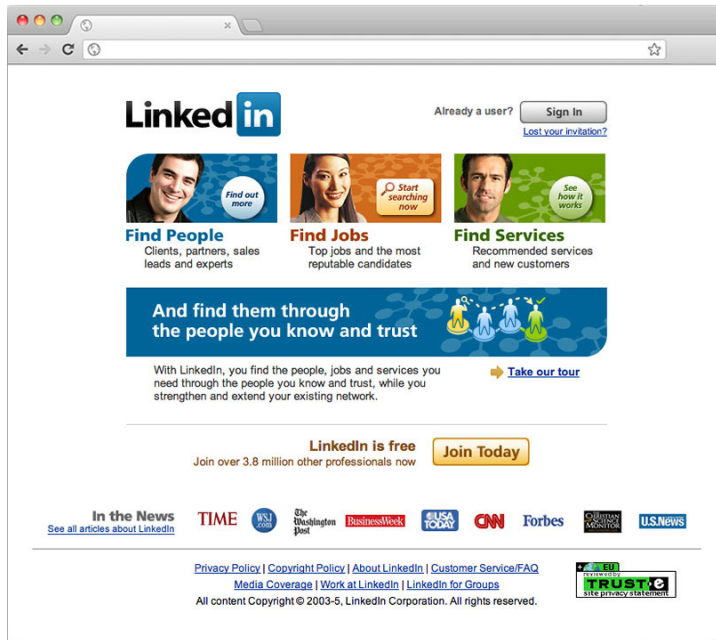 Linked in
Already a user? Sign In
Lost your invitation?
Find out more
Start searching now
See how it works
Find People
Clients, partners, sales
leads and experts
Find Jobs
Top jobs and the most
reputable candidates
Find Services
Recommended services
and new customers
And find them through
the people you know and trust
With LinkedIn, you find the people, jobs and services you
need through the people you know and trust, while you
strengthen and extend your existing network.
Take our tour
LinkedIn is free
Join over 3.8 million other professionals now
Join Today
In the News
See all articles about LinkedIn
TIME
WSJ
.com
The
Washington
Post
BusinessWeek
USA
TODAY
CNN
Forbes
THE
CHRISTIAN
SCIENCE
MONITOR
U.S.News
Privacy Policy | Copyright Policy | About LinkedIn | Customer Service/FAQ
Media Coverage | Work at LinkedIn | LinkedIn for Groups
All content Copyright © 2003-5, LinkedIn Corporation. All rights reserved.
EU
reviewed by
TRUSTe
site privacy statement